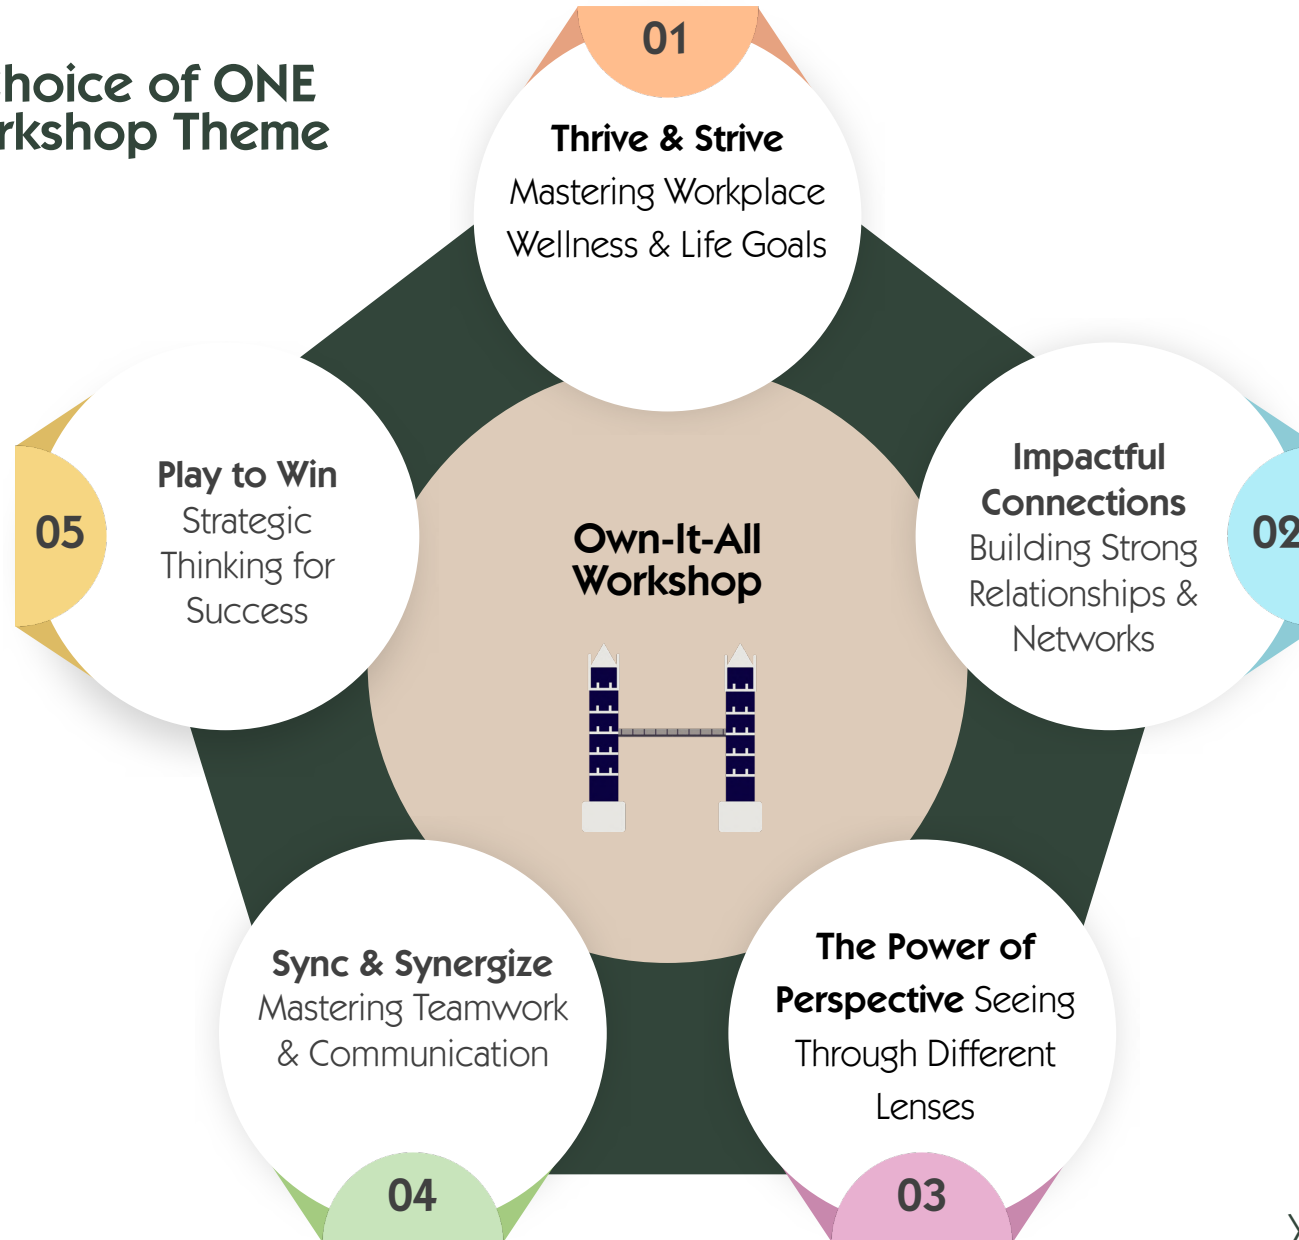 hoice of ONE
rkshop Theme
01
Thrive & Strive
Mastering Workplace
Wellness & Life Goals
Impactful
Connections
Building Strong
Relationships &
Networks
02
The Power of
Perspective Seeing
Through Different
Lenses
03
Sync & Synergize
Mastering Teamwork
& Communication
04
05
Play to Win
Strategic
Thinking for
Success
Own-It-All
Workshop